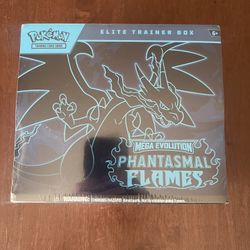 Pokémon
TRADING CARD GAME
ELITE TRAINER BOX
6+
MEGA EVOLUTION
PHANTASMAL
FLAMES
WARNING: